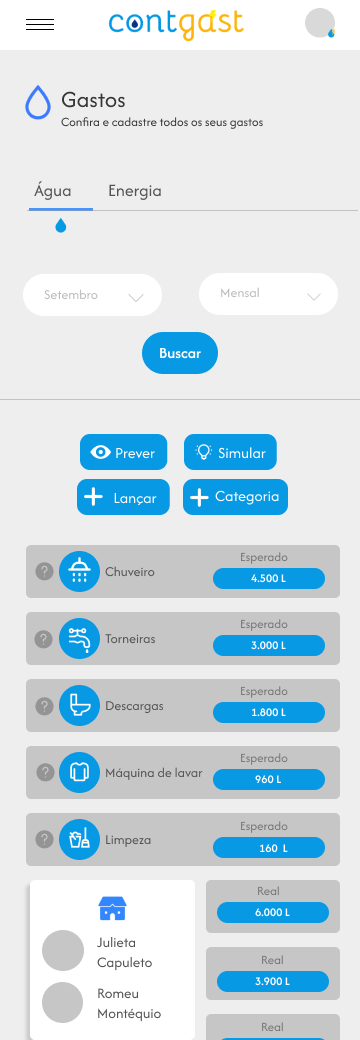 contgast
Gastos
Confira e cadastre todos os seus gastos
Água Energia
Setembro Mensal
Buscar
Prever Simular
Lançar Categoria
Esperado
? Chuveiro 4.500 L
Esperado
? Torneiras 3.000 L
Esperado
? Descargas 1.800 L
Esperado
? Máquina de lavar 960 L
Esperado
? Limpeza 160 L
Real
6.000 L
Julieta
Capuleto
Real
3.900 L
Romeu
Montéquio
Real